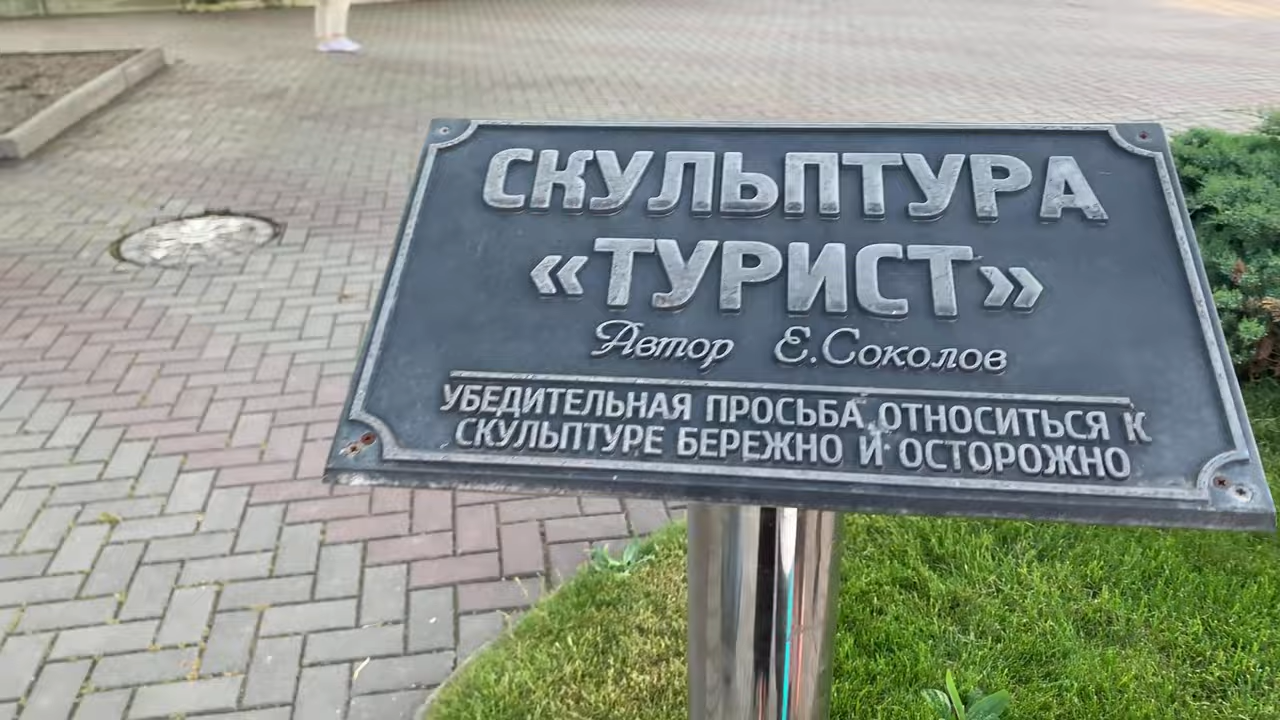 СКУЛЬПТУРА
«ТУРИСТ»
Автор Е.Соколов
УБЕДИТЕЛЬНАЯ ПРОСЬБА ОТНОСИТЬСЯ К
СКУЛЬПТУРЕ БЕРЕЖНО И ОСТОРОЖНО